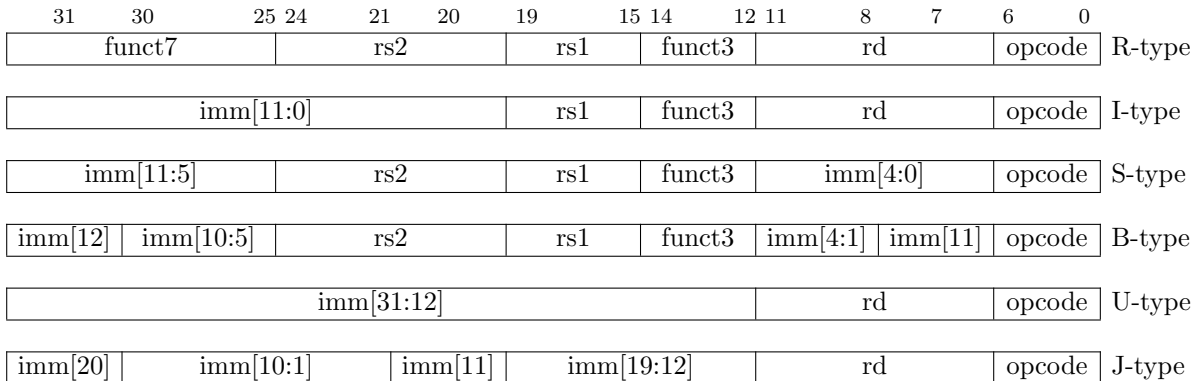 31 30 25 24 21 20 19 15 14 12 11 8 7 6 0
funct7 rs2 rs1 funct3 rd opcode R-type
imm[11:0] rs1 funct3 rd opcode I-type
imm[11:5] rs2 rs1 funct3 imm[4:0] opcode S-type
imm[12] imm[10:5] rs2 rs1 funct3 imm[4:1] imm[11] opcode B-type
imm[31:12] rd opcode U-type
imm[20] imm[10:1] imm[11] imm[19:12] rd opcode J-type